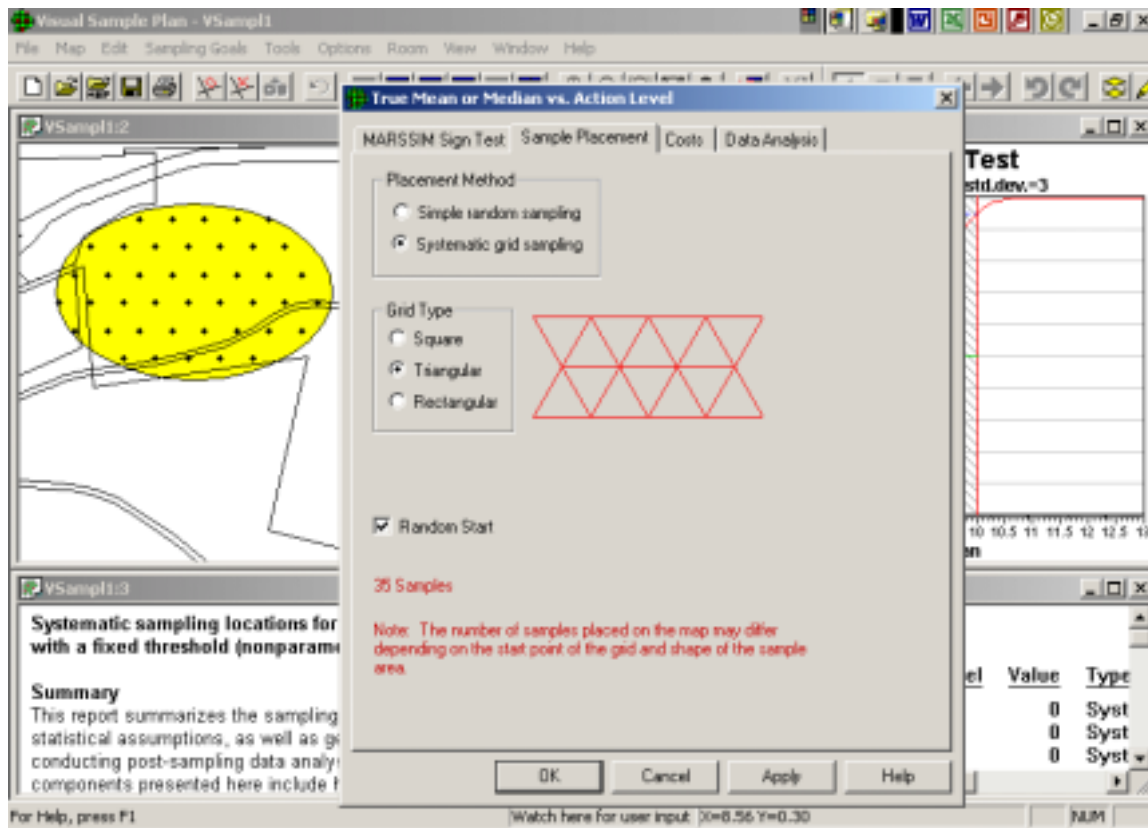 Visual Sample Plan - VSampl1
File Map Edit Sampling Goals Tools Options Room View Window Help
VSampl1:2
True Mean or Median vs. Action Level
MARSSIM Sign Test Sample Placement Costs Data Analysis
Placement Method
Simple random sampling
Systematic grid sampling
Grid Type
Square
Triangular
Rectangular
Random Start
35 Samples
Note: The number of samples placed on the map may differ
depending on the start point of the grid and shape of the sample
area.
OK Cancel Apply Help
Test
std.dev.=3
10 10.5 11 11.5 12 12.5 13
an
VSampl1:3
Systematic sampling locations for
with a fixed threshold (nonparame
Summary
This report summarizes the sampling
statistical assumptions, as well as ge
conducting post-sampling data analy
components presented here include h
el Value Type
0 Syst
0 Syst
0 Syst
For Help, press F1
Watch here for user input X=8.56 Y=0.30
NUM